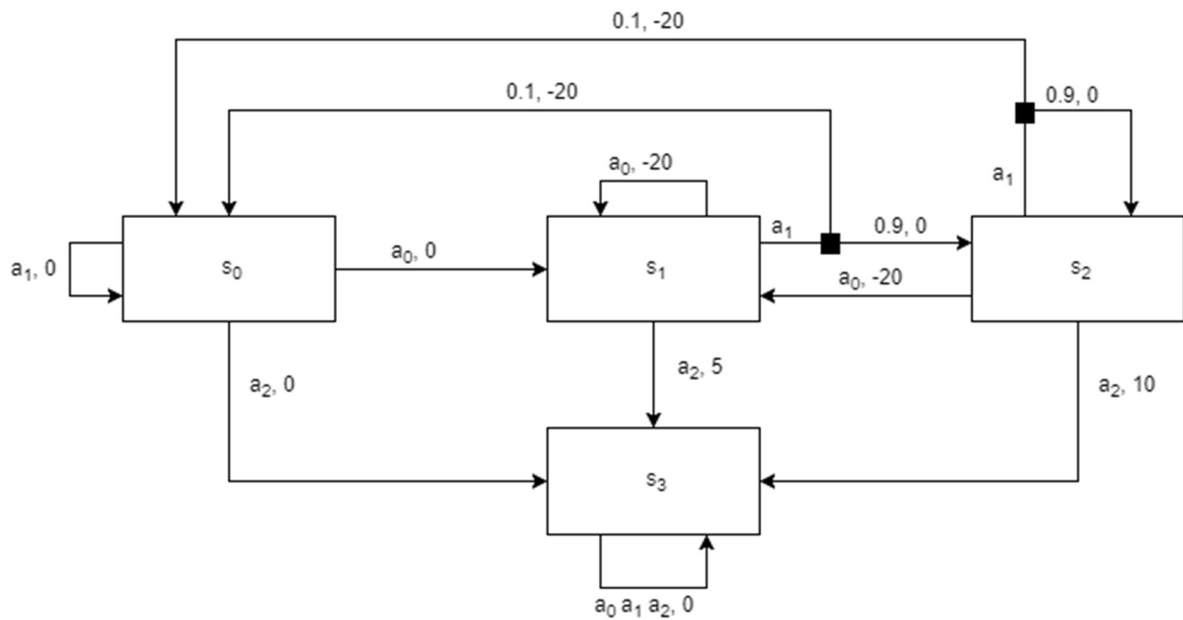 0.1, -20
0.1, -20
0.9, 0
a₀, -20
a₁
a₁
0.9, 0
a₁, 0
s₀
a₀, 0
s₁
a₀, -20
s₂
a₂, 0
a₂, 5
a₂, 10
s₃
a₀ a₁ a₂, 0